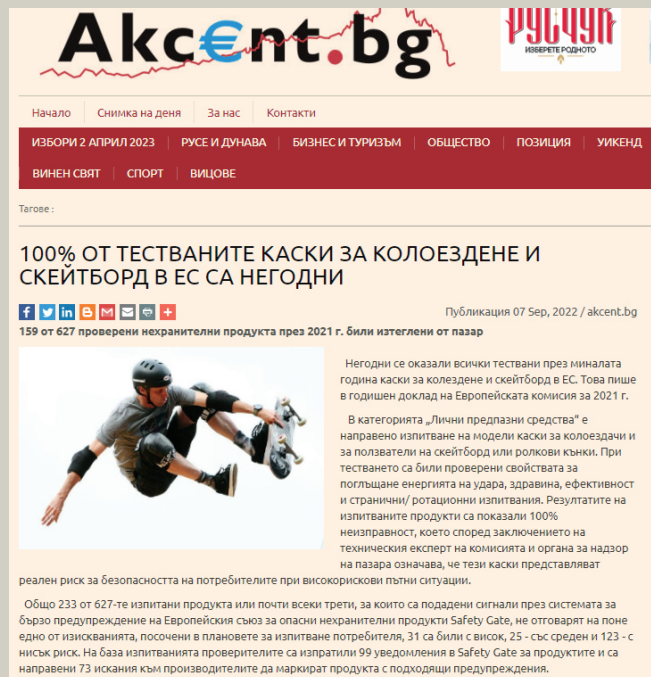 Akc€nt.bg
РУСЧУК
ИЗБЕРЕТЕ РОДНОТО
Начало Снимка на деня За нас Контакти
ИЗБОРИ 2 АПРИЛ 2023 РУСЕ И ДУНАВА БИЗНЕС И ТУРИЗЪМ ОБЩЕСТВО ПОЗИЦИЯ УИКЕНД
ВИНЕН СВЯТ СПОРТ ВИЦОВЕ
Тагове :
100% ОТ ТЕСТВАНИТЕ КАСКИ ЗА КОЛОЕЗДЕНЕ И
СКЕЙТБОРД В ЕС СА НЕГОДНИ
Публикация 07 Sep, 2022 / akcent.bg
159 от 627 проверени нехранителни продукта през 2021 г. били изтеглени от пазар
Негодни се оказали всички тествани през миналата
година каски за колездене и скейтборд в ЕС. Това пише
в годишен доклад на Европейската комисия за 2021 г.
В категорията „Лични предпазни средства" е
направено изпитване на модели каски за колоездачи и
за ползватели на скейтборд или ролкови кънки. При
тестването са били проверени свойствата за
поглъщане енергията на удара, здравина, ефективност
и странични/ ротационни изпитвания. Резултатите на
изпитваните продукти са показали 100%
неизправност, което според заключението на
техническия експерт на комисията и органа за надзор
на пазара означава, че тези каски представляват
реален риск за безопасността на потребителите при високорискови пътни ситуации.
Общо 233 от 627-те изпитани продукта или почти всеки трети, за които са подадени сигнали през системата за
бързо предупреждение на Европейския съюз за опасни нехранителни продукти Safety Gate, не отговарят на поне
едно от изискванията, посочени в плановете за изпитване потребителя, 31 са били с висок, 25 - със среден и 123 - с
нисък риск. На база изпитванията проверителите са изпратили 99 уведомления в Safety Gate за продуктите и са
направени 73 искания към производителите да маркират продукта с подходящи предупреждения.